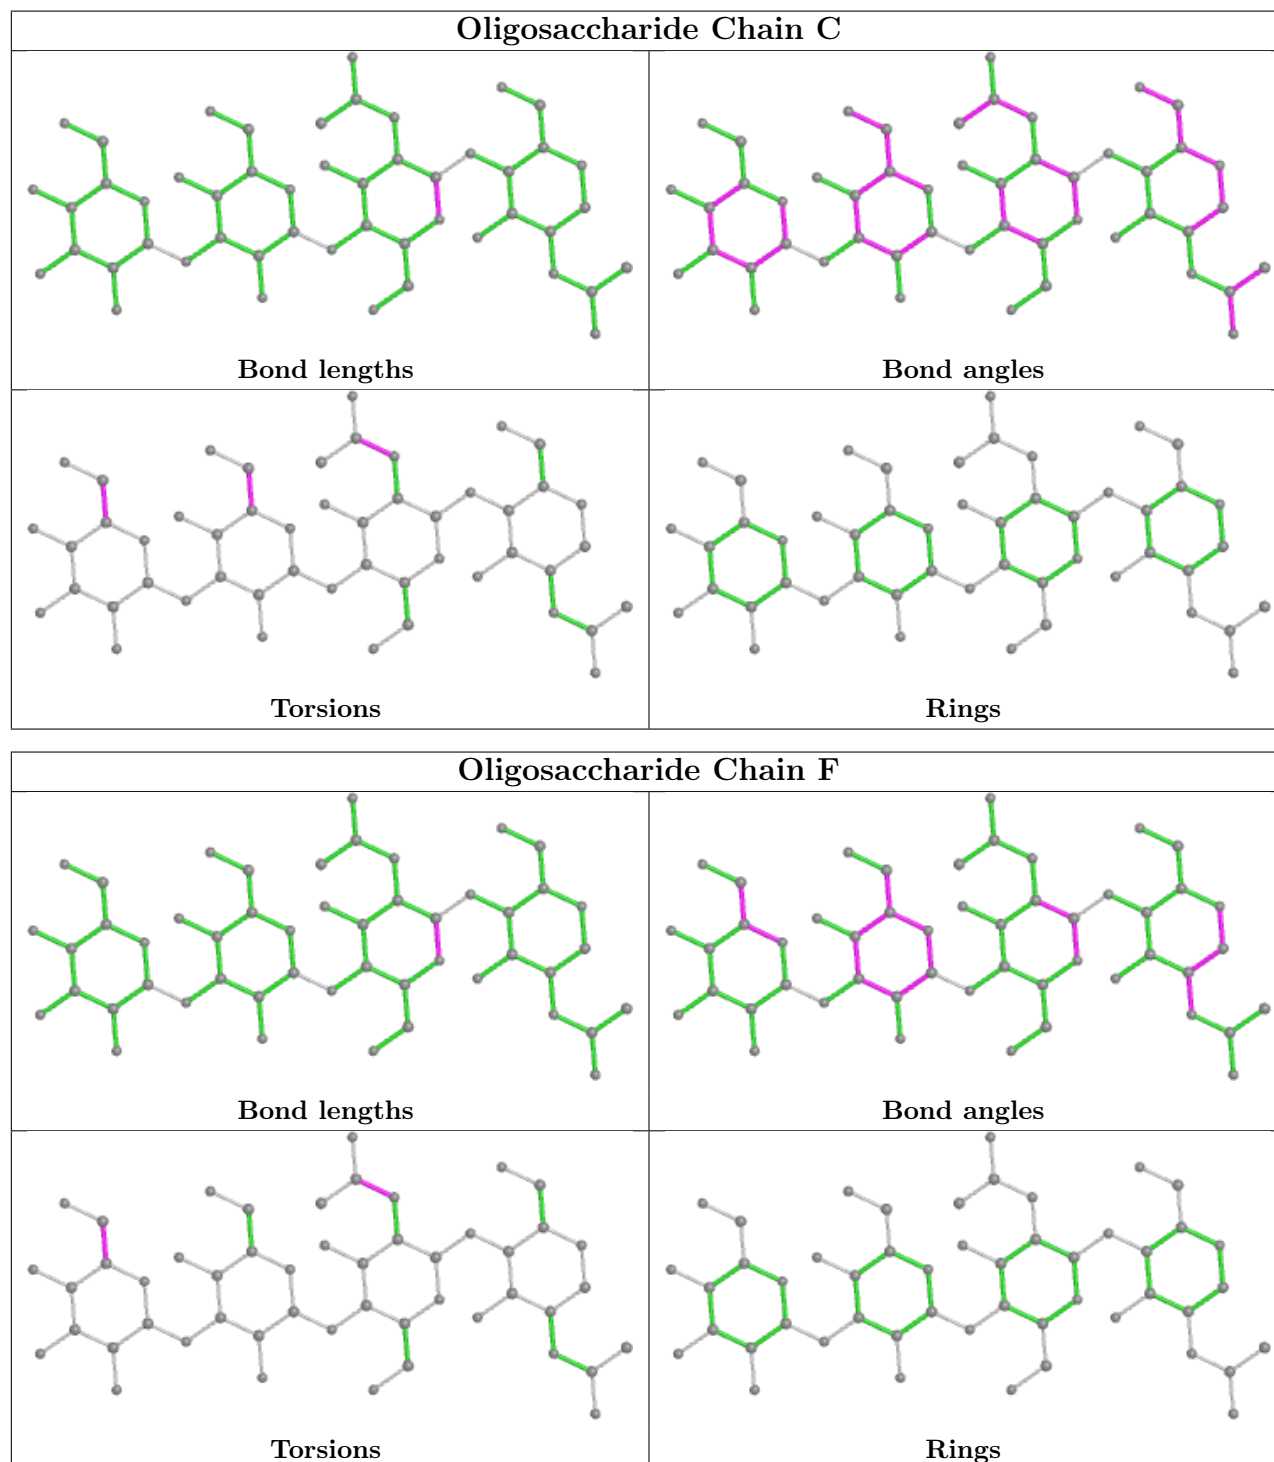 Oligosaccharide Chain C
Bond lengths
Bond angles
Torsions
Rings
Oligosaccharide Chain F
Bond lengths
Bond angles
Torsions
Rings